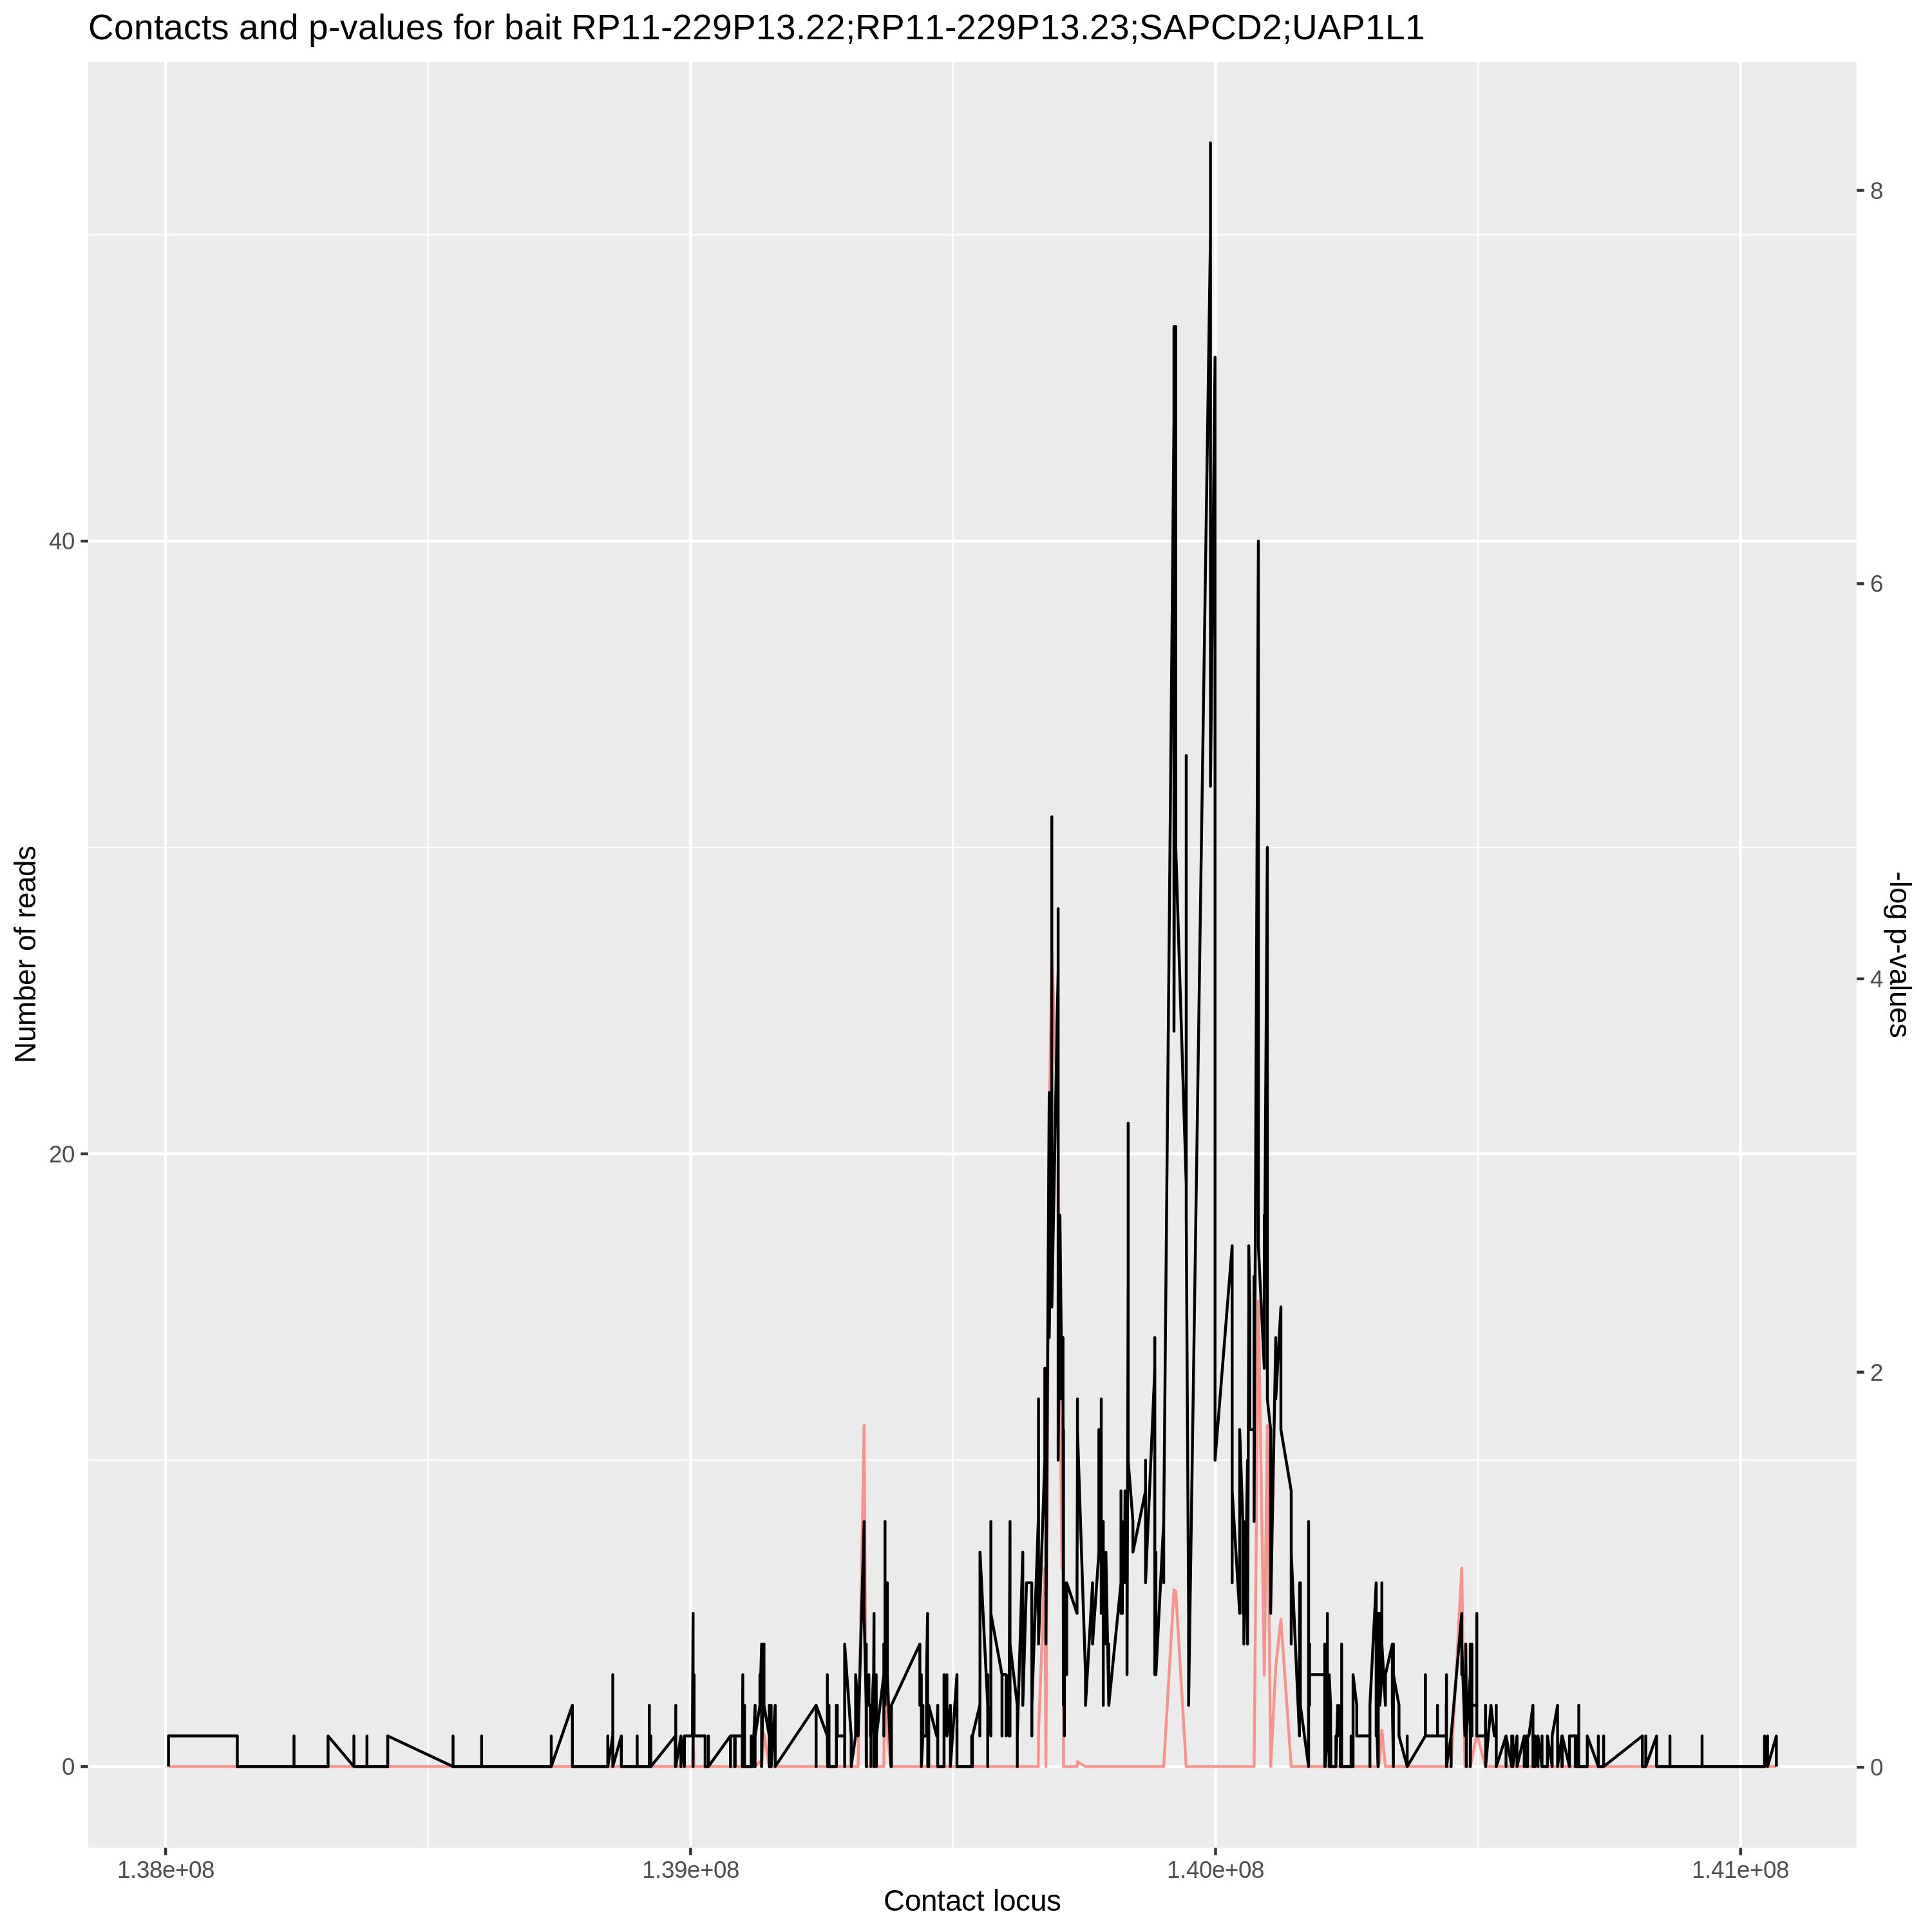 Contacts and p-values for bait RP11-229P13.22;RP11-229P13.23;SAPCD2;UAP1L1
Number of reads
40
20
0
8
6
4
2
0
-log p-values
1.38e+08
1.39e+08
1.40e+08
1.41e+08
Contact locus